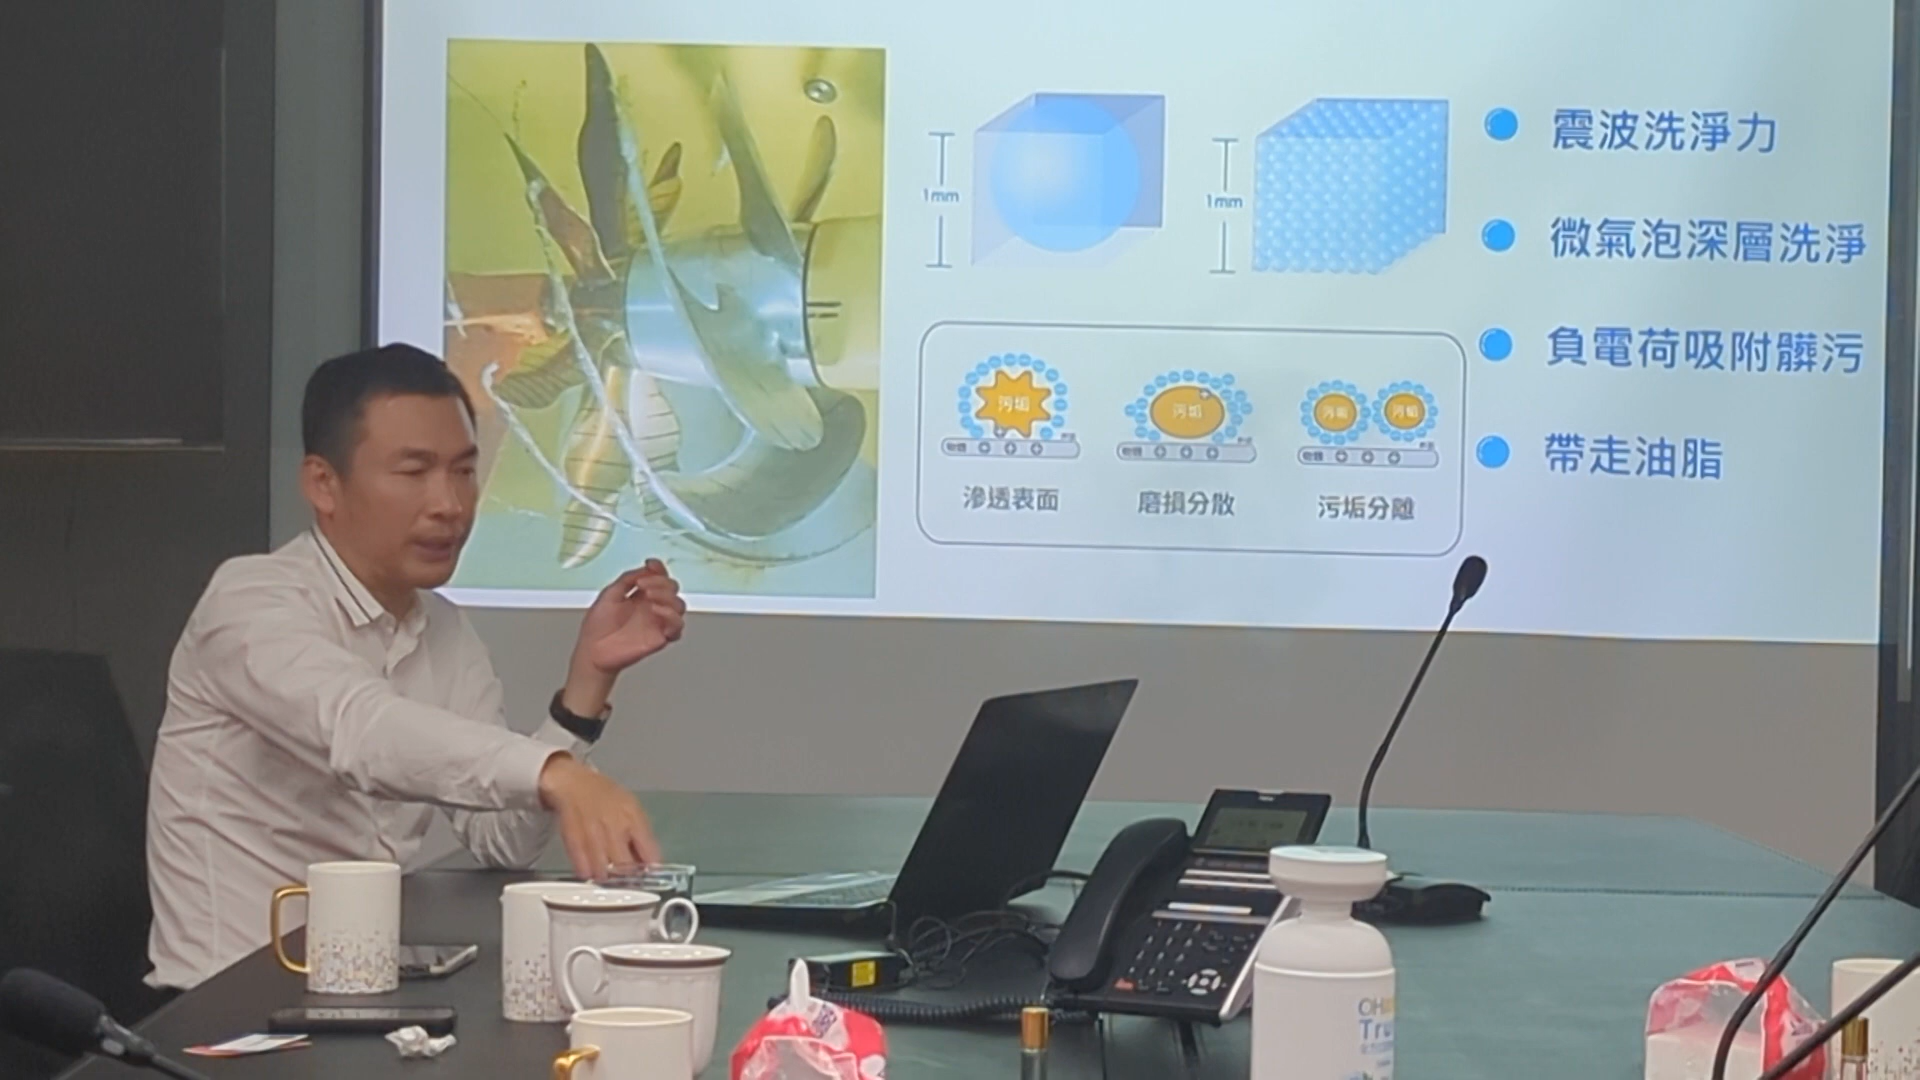 震波洗淨力
微氣泡深層洗淨
負電荷吸附髒污
帶走油脂
1mm
1mm
污垢
污垢
污垢
污垢
滲透表面
磨損分散
污垢分離
OH
Tru